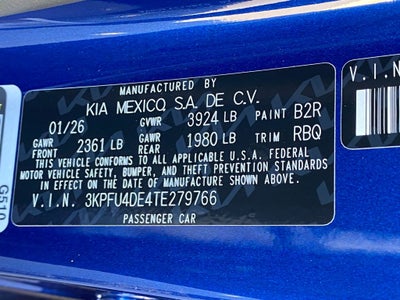 MANUFACTURED BY
KIA MEXICO, S.A. DE C.V.
01/26 GVWR 3924 LB PAINT B2R
GAWR FRONT 2361 LB GAWR REAR 1980 LB TRIM RBQ
THIS VEHICLE CONFORMS TO ALL APPLICABLE U.S.A. FEDERAL
MOTOR VEHICLE SAFETY, BUMPER, AND THEFT PREVENTION STANDARDS
IN EFFECT ON THE DATE OF MANUFACTURE SHOWN ABOVE.
V.I.N. 3KPFU4DE4TE279766
PASSENGER CAR
V.I.N
G510